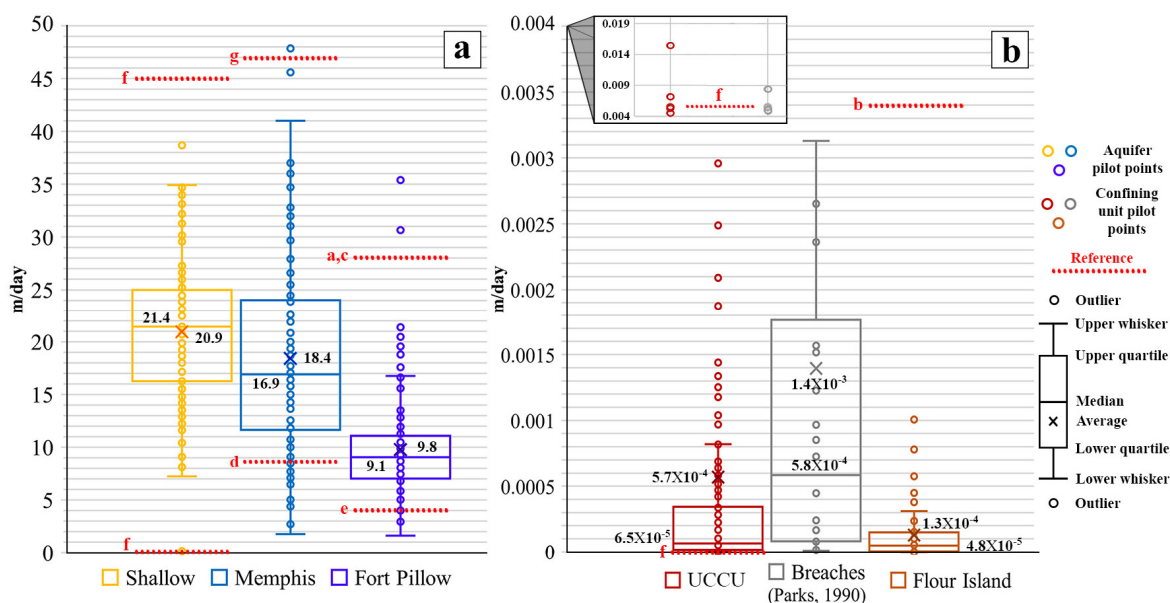 a
50
45
40
35
30
25
20
15
10
5
0
m/day
f
g
a,c
d
e
f
21.4
20.9
18.4
16.9
9.8
9.1
Shallow
Memphis
Fort Pillow
b
0.004
0.0035
0.003
0.0025
0.002
0.0015
0.001
0.0005
0
m/day
0.019
0.014
0.009
0.004
f
b
5.7X10⁻⁴
6.5X10⁻⁵
f
1.4X10⁻³
5.8X10⁻⁴
1.3X10⁻⁴
4.8X10⁻⁵
UCCU
Breaches
(Parks, 1990)
Flour Island
Aquifer
pilot points
Confining
unit pilot
points
Reference
Outlier
Upper whisker
Upper quartile
Median
Average
Lower quartile
Lower whisker
Outlier